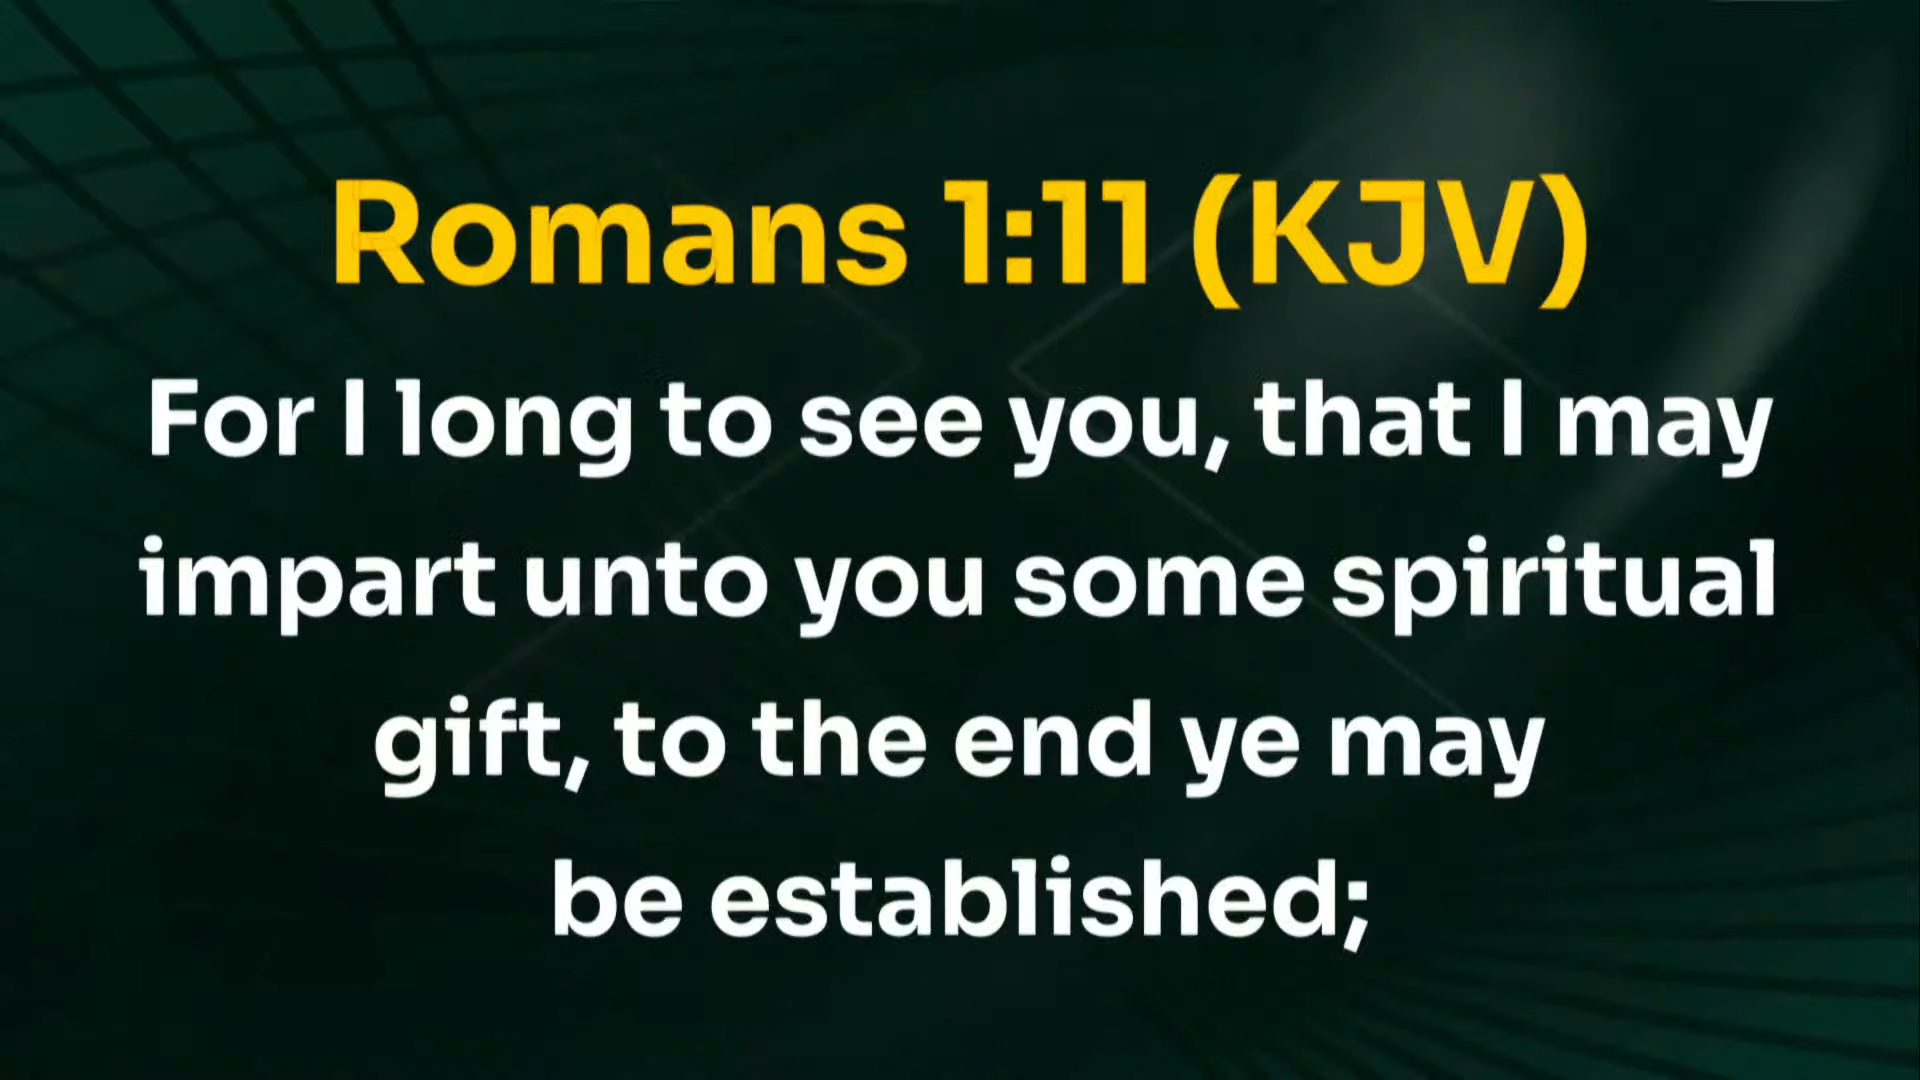 Romans 1:11 (KJV)
For I long to see you, that I may
impart unto you some spiritual
gift, to the end ye may
be established;